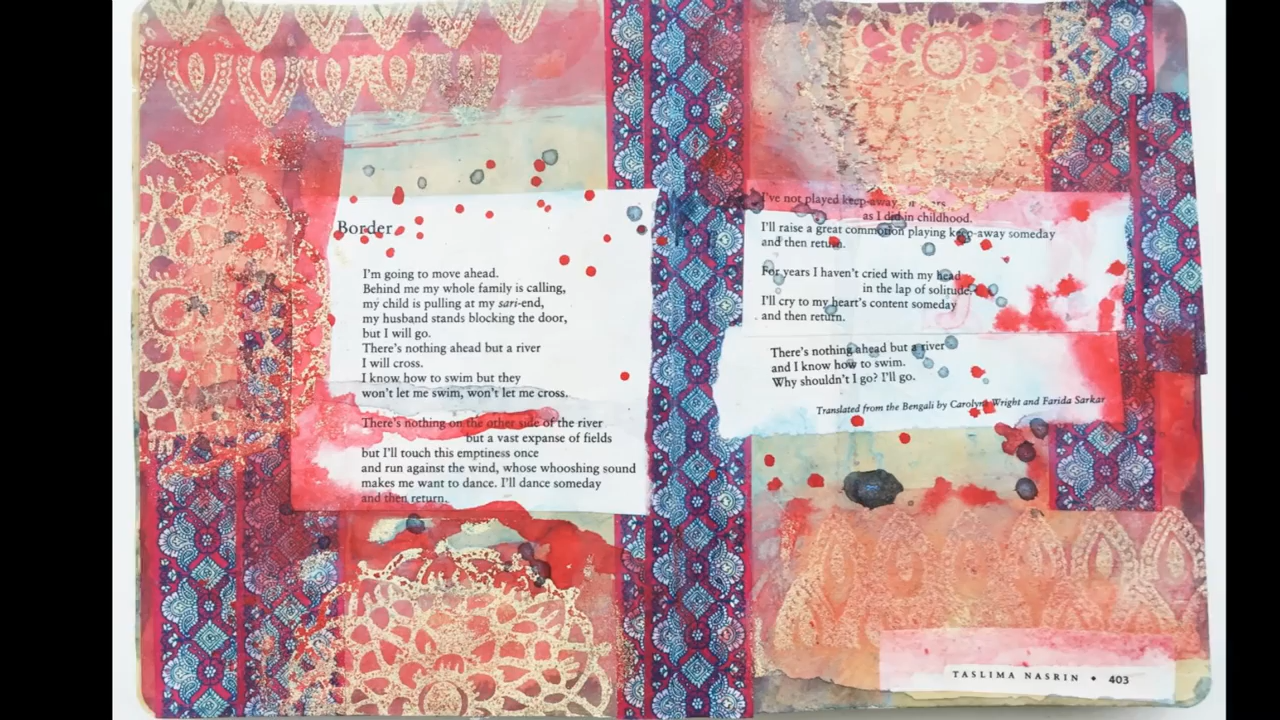 Border
I'm going to move ahead.
Behind me my whole family is calling,
my child is pulling at my sari-end,
my husband stands blocking the door,
but I will go.
There's nothing ahead but a river
I will cross.
I know how to swim but they
won't let me swim, won't let me cross.
There's nothing on the other side of the river
but a vast expanse of fields
but I'll touch this emptiness once
and run against the wind, whose whooshing sound
makes me want to dance. I'll dance someday
and then return.
I've not played keep-away
as I did in childhood.
I'll raise a great commotion playing keep-away someday
and then return.
For years I haven't cried with my head
in the lap of solitude.
I'll cry to my heart's content someday
and then return.
There's nothing ahead but a river
and I know how to swim.
Why shouldn't I go? I'll go.
Translated from the Bengali by Carolyne Wright and Farida Sarkar
TASLIMA NASRIN • 403